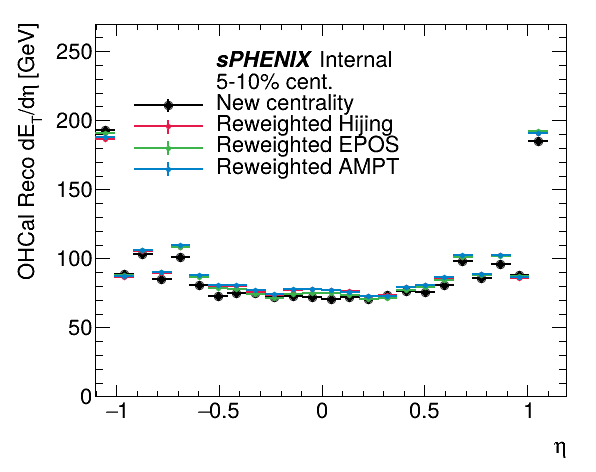 OHCal Reco dE_T/dη [GeV]
250
200
150
100
50
0
sPHENIX Internal
5-10% cent.
New centrality
Reweighted Hijing
Reweighted EPOS
Reweighted AMPT
−1 −0.5 0 0.5 1
η